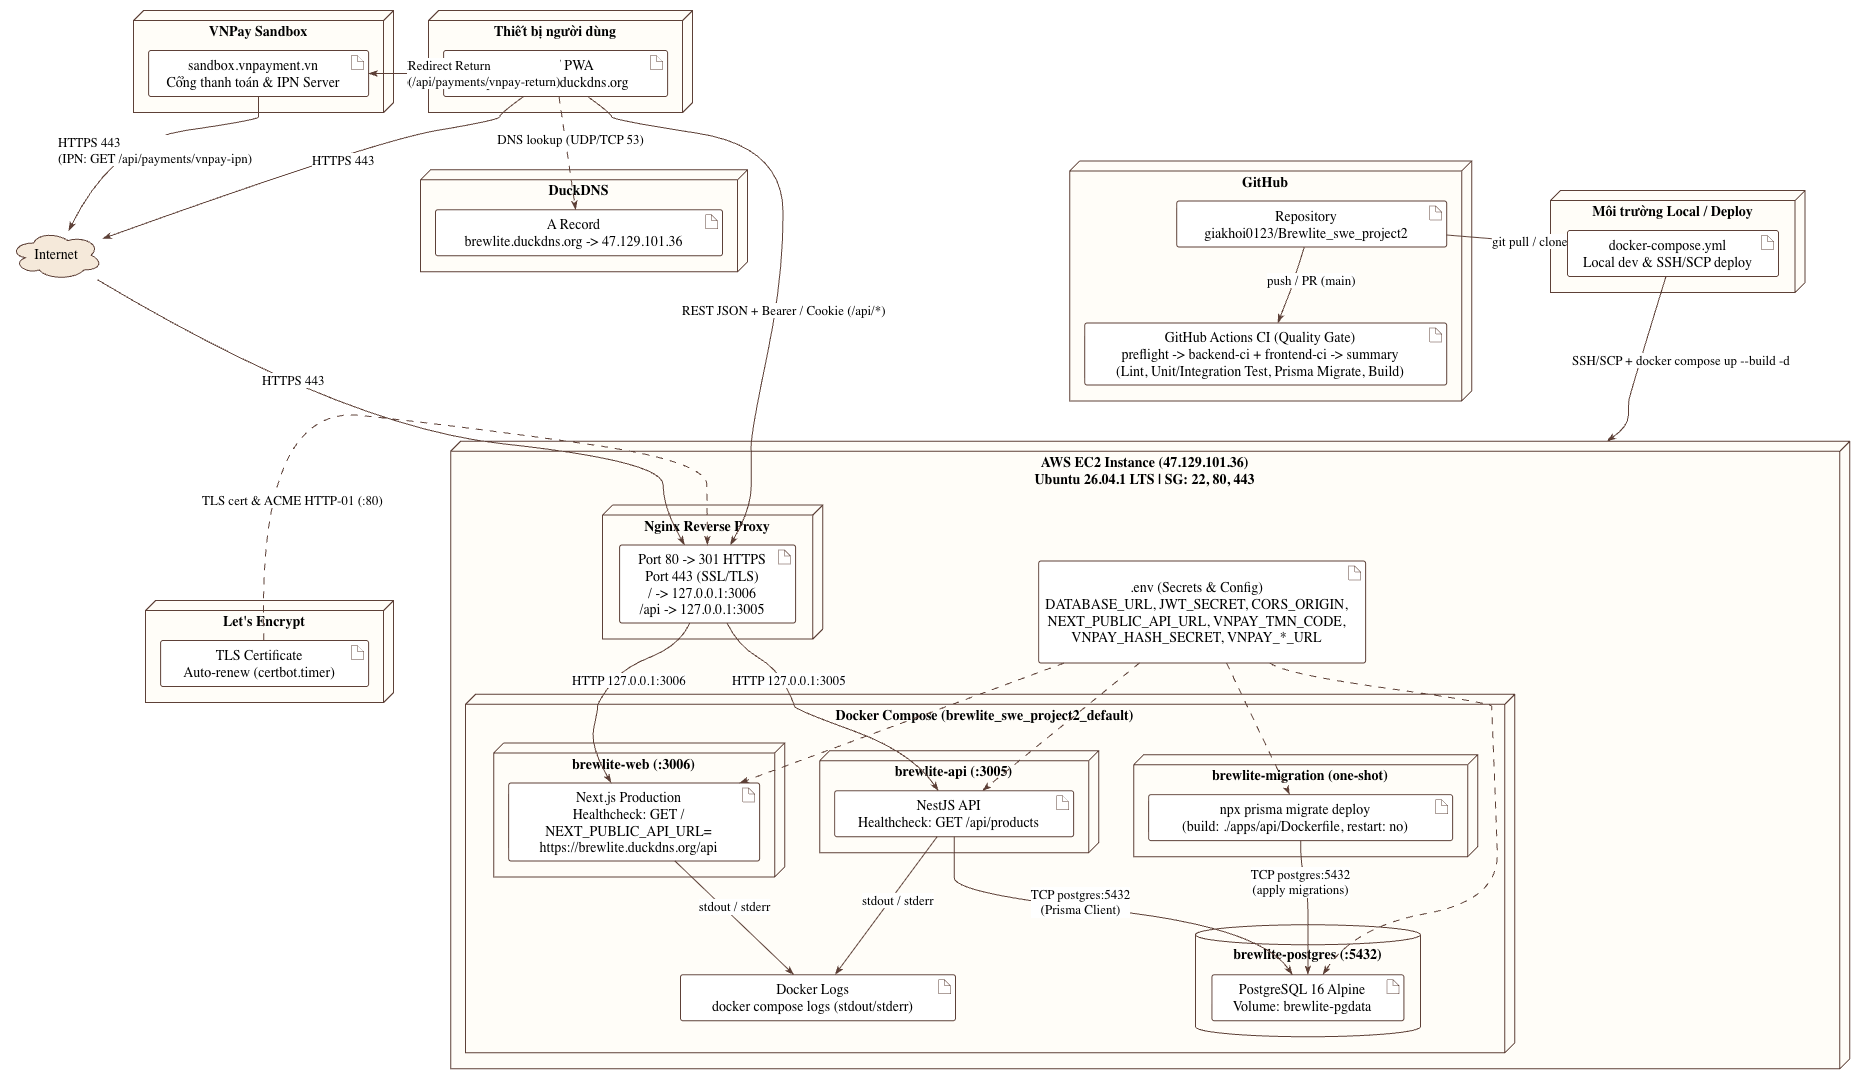 VNPay Sandbox
sandbox.vnpayment.vn
Cổng thanh toán & IPN Server
Thiết bị người dùng
PWA
duckdns.org
Redirect Return
(/api/payments/vnpay-return)
HTTPS 443
(IPN: GET /api/payments/vnpay-ipn)
HTTPS 443
DNS lookup (UDP/TCP 53)
DuckDNS
A Record
brewlite.duckdns.org -> 47.129.101.36
Internet
GitHub
Repository
giakhoi0123/Brewlite_swe_project2
push / PR (main)
GitHub Actions CI (Quality Gate)
preflight -> backend-ci + frontend-ci -> summary
(Lint, Unit/Integration Test, Prisma Migrate, Build)
git pull / clone
Môi trường Local / Deploy
docker-compose.yml
Local dev & SSH/SCP deploy
SSH/SCP + docker compose up --build -d
REST JSON + Bearer / Cookie (/api/*)
HTTPS 443
TLS cert & ACME HTTP-01 (:80)
Let's Encrypt
TLS Certificate
Auto-renew (certbot.timer)
AWS EC2 Instance (47.129.101.36)
Ubuntu 26.04.1 LTS | SG: 22, 80, 443
Nginx Reverse Proxy
Port 80 -> 301 HTTPS
Port 443 (SSL/TLS)
/ -> 127.0.0.1:3006
/api -> 127.0.0.1:3005
.env (Secrets & Config)
DATABASE_URL, JWT_SECRET, CORS_ORIGIN,
NEXT_PUBLIC_API_URL, VNPAY_TMN_CODE,
VNPAY_HASH_SECRET, VNPAY_*_URL
HTTP 127.0.0.1:3006
HTTP 127.0.0.1:3005
Docker Compose (brewlite_swe_project2_default)
brewlite-web (:3006)
Next.js Production
Healthcheck: GET /
NEXT_PUBLIC_API_URL=
https://brewlite.duckdns.org/api
brewlite-api (:3005)
NestJS API
Healthcheck: GET /api/products
brewlite-migration (one-shot)
npx prisma migrate deploy
(build: ./apps/api/Dockerfile, restart: no)
stdout / stderr
stdout / stderr
TCP postgres:5432
(Prisma Client)
TCP postgres:5432
(apply migrations)
Docker Logs
docker compose logs (stdout/stderr)
brewlite-postgres (:5432)
PostgreSQL 16 Alpine
Volume: brewlite-pgdata